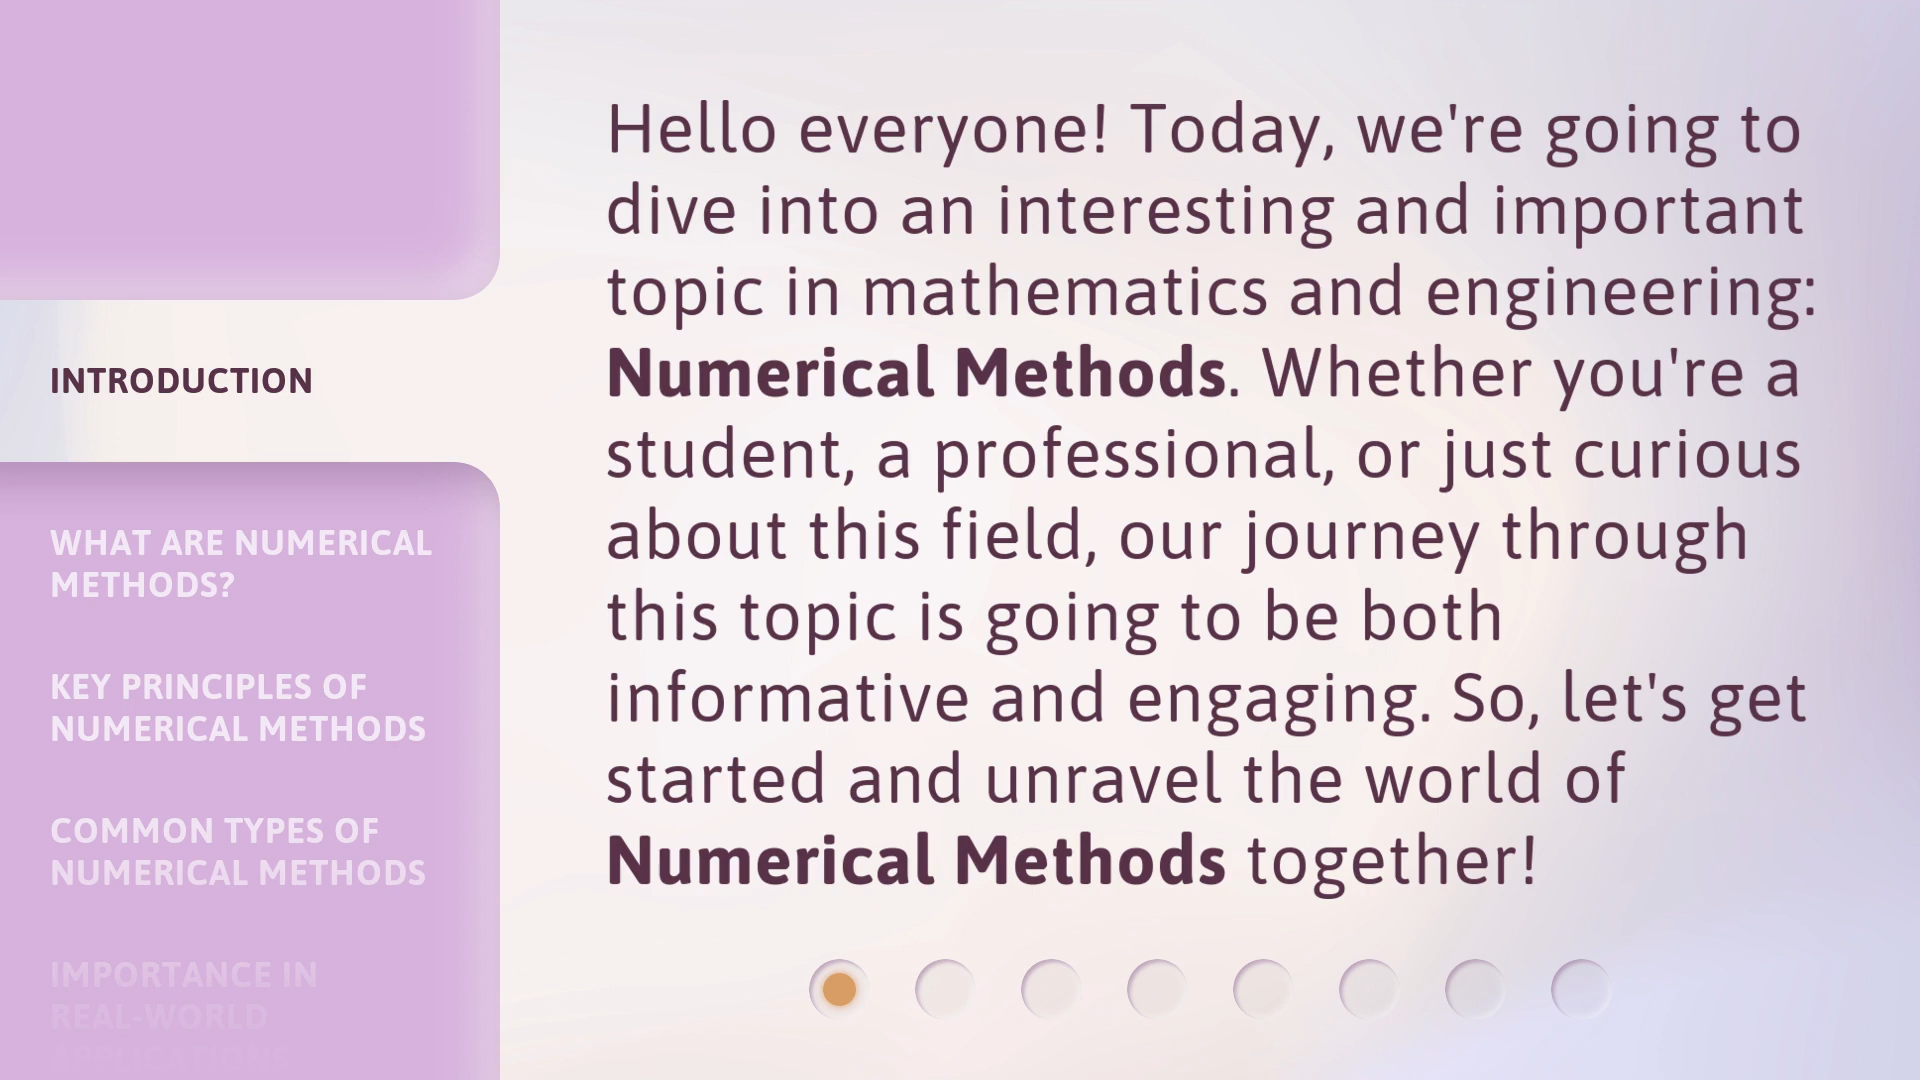 INTRODUCTION
WHAT ARE NUMERICAL
METHODS?
KEY PRINCIPLES OF
NUMERICAL METHODS
COMMON TYPES OF
NUMERICAL METHODS
IMPORTANCE IN
REAL-WORLD
APPLICATIONS
Hello everyone! Today, we're going to
dive into an interesting and important
topic in mathematics and engineering:
Numerical Methods. Whether you're a
student, a professional, or just curious
about this field, our journey through
this topic is going to be both
informative and engaging. So, let's get
started and unravel the world of
Numerical Methods together!